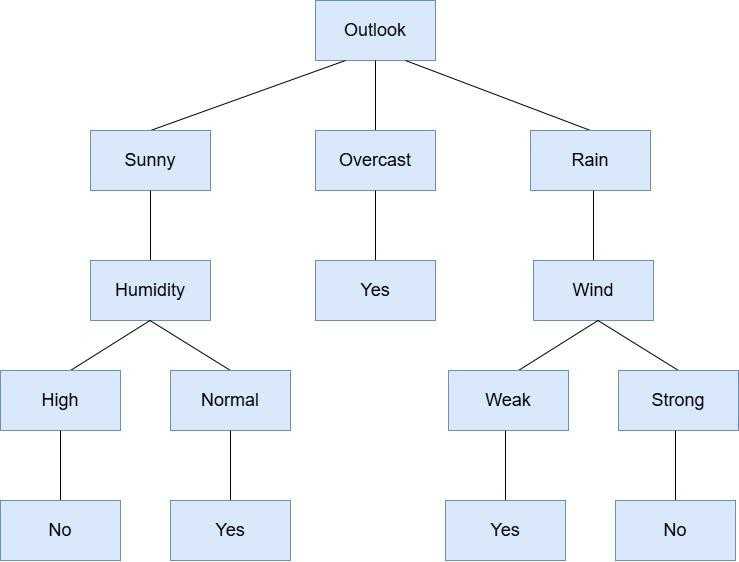 Outlook
Sunny
Overcast
Rain
Humidity
Yes
Wind
High
Normal
Weak
Strong
No
Yes
Yes
No